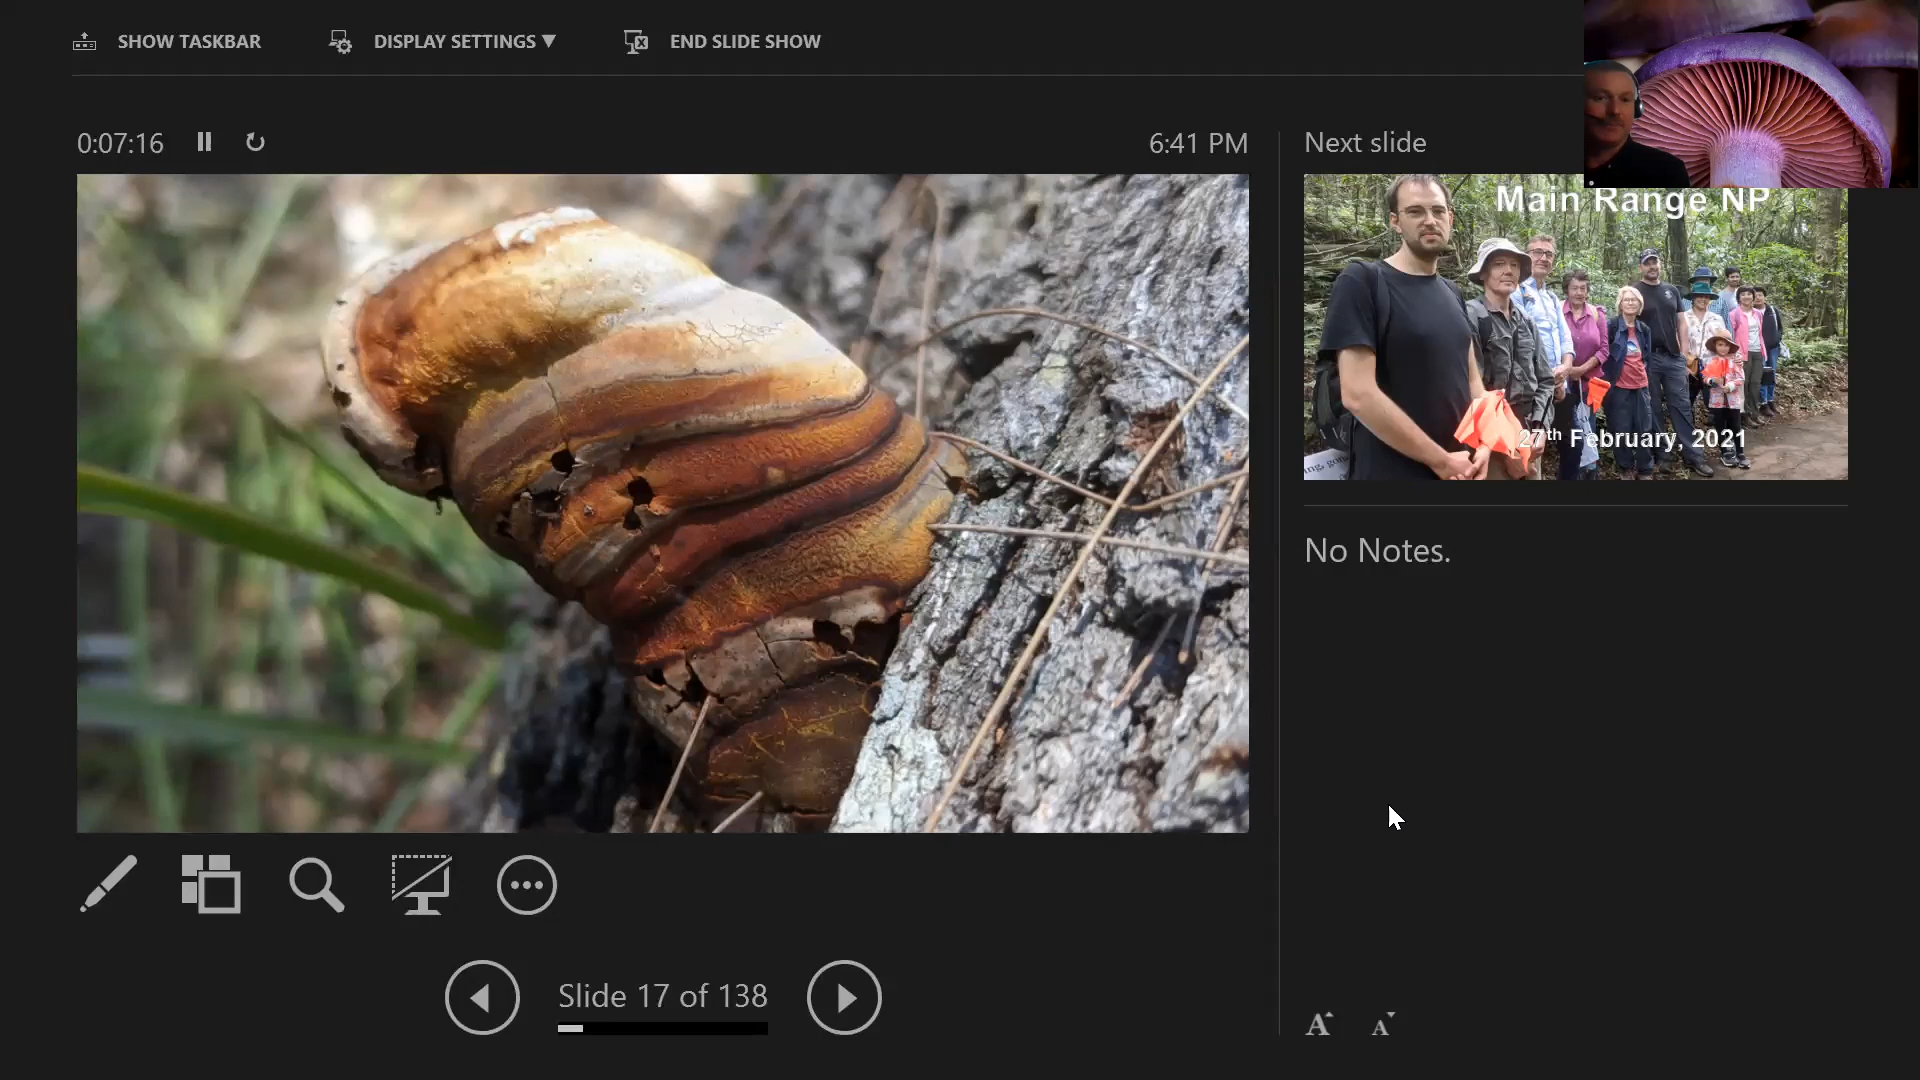 SHOW TASKBAR
DISPLAY SETTINGS ▼
END SLIDE SHOW
0:07:16
6:41 PM
Next slide
Main Range NP
27th February, 2021
No Notes.
Slide 17 of 138
A
A